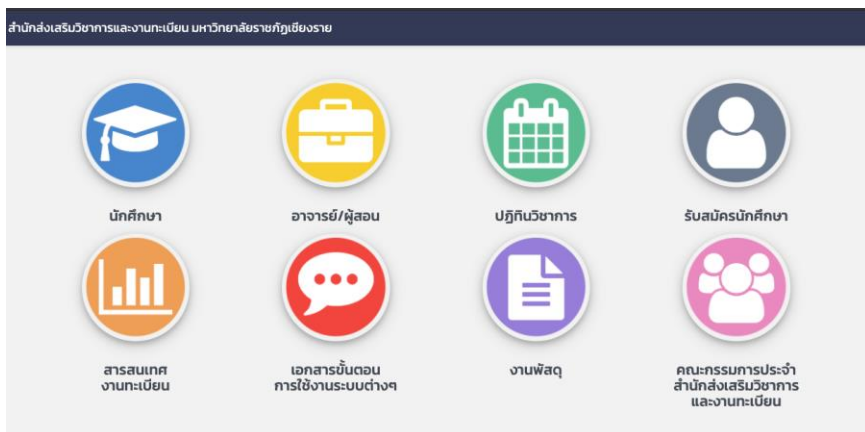 สำนักส่งเสริมวิชาการและงานทะเบียน มหาวิทยาลัยราชภัฏเชียงราย
นักศึกษา
อาจารย์/ผู้สอน
ปฏิทินวิชาการ
รับสมัครนักศึกษา
สารสนเทศ
งานทะเบียน
เอกสารขั้นตอน
การใช้งานระบบต่างๆ
งานพัสดุ
คณะกรรมการประจำ
สำนักส่งเสริมวิชาการ
และงานทะเบียน